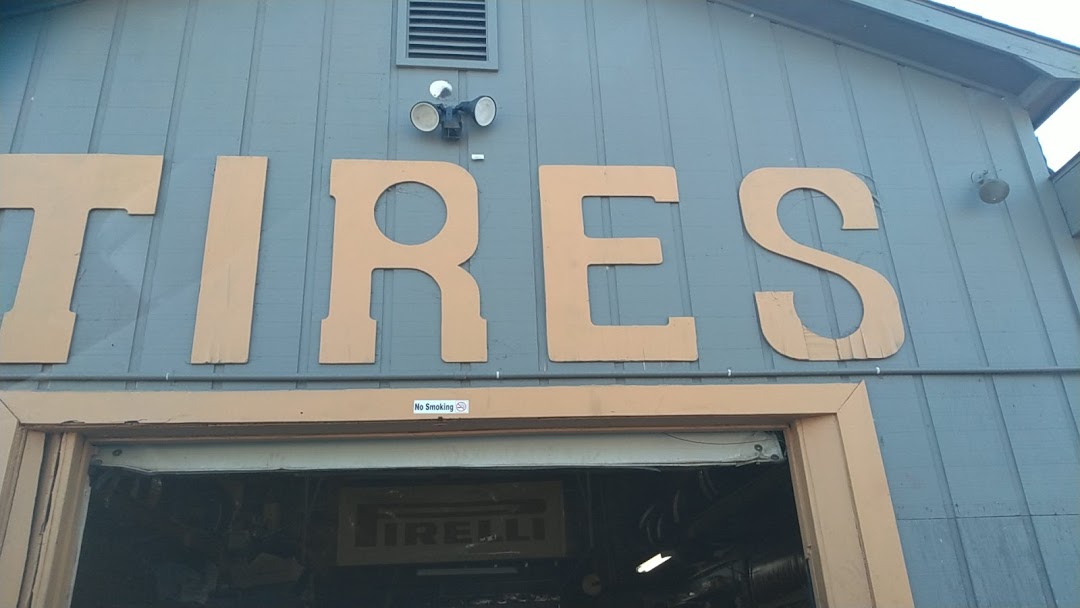 TIRES
No Smoking
PIRELLI